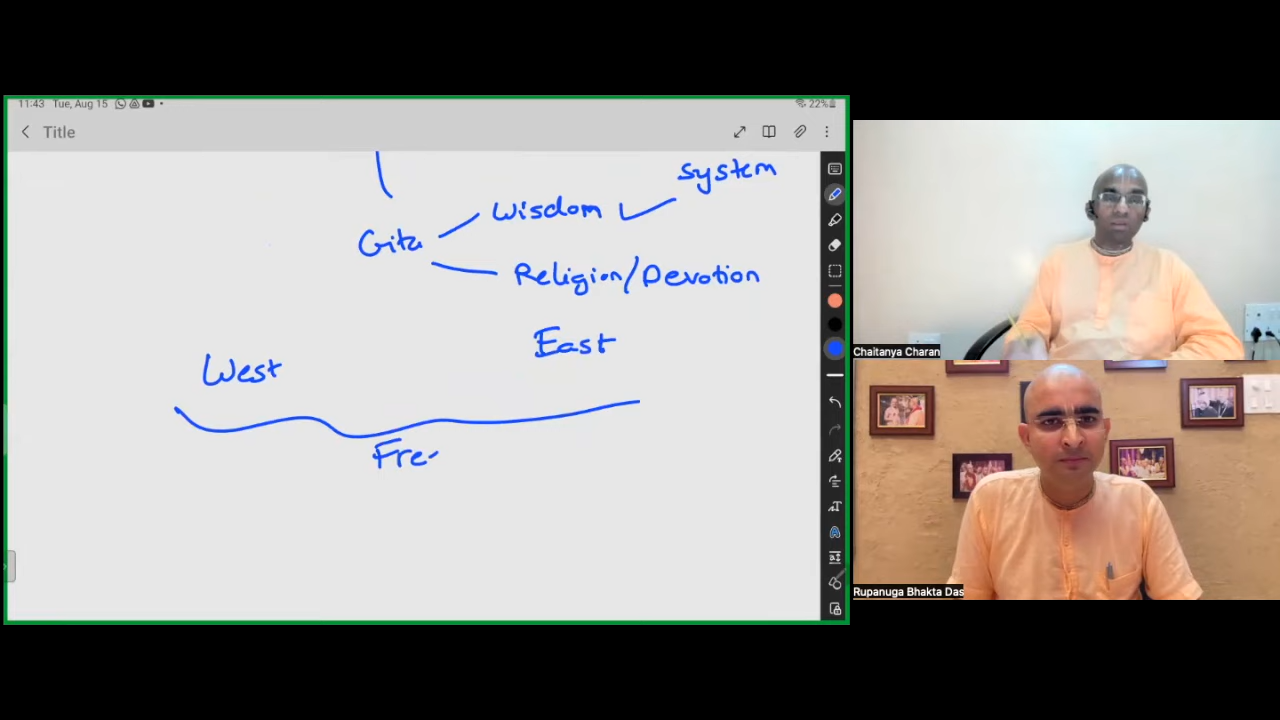 11:43 Tue, Aug 15
22%
Title
system
Wisdom
Gita
Religion/Devotion
East
West
Fre
Chaitanya Charan
Rupanuga Bhakta Das